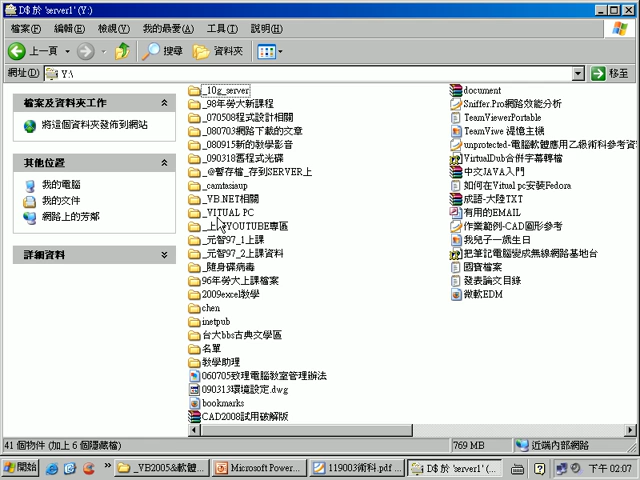 D$ 於 'server1' (Y:)
檔案(F) 編輯(E) 檢視(V) 我的最愛(A) 工具(T) 說明(H)
上一頁 搜尋 資料夾
網址(D) Y:\ 移至
檔案及資料夾工作
將這個資料夾發佈到網站
其他位置
我的電腦
我的文件
網路上的芳鄰
詳細資料
_10g_server
_98年勞大新課程
_070508程式設計相關
_080703網路下載的文章
_080915新的教學影音
_090318舊程式光碟
_@暫存檔_存到SERVER上
_camtasiaup
_VB.NET相關
_VITUAL PC
YOUTUBE專區
_元智97_1上課
_元智97_2上課資料
_隨身碟病毒
96年勞大上課檔案
2009excel教學
chen
inetpub
台大bbs古典文學區
名單
教學助理
060705致理電腦教室管理辦法
090313環境設定.dwg
bookmarks
CAD2008試用破解版
document
Sniffer.Pro網路效能分析
TeamViewerPortable
TeamViwe 遠憶主機
unprotected-電腦軟體應用乙級術科教育資
VirtualDub合併字幕轉檔
中文JAVA入門
如何在Vitual pc安裝Fedora
成語-大陸TXT
有用的EMAIL
作業範例-CAD圖形參考
我兒子一歲生日
把筆記電腦變成無線網路基地台
國寶檔案
發表論文目錄
微軟EDM
41 個物件 (加上 6 個隱藏檔) 769 MB 近端內部網路
開始 _VB2005&軟體... Microsoft Power... 119003術科.pdf ... D$ 於 'server1' (... 下午 02:07